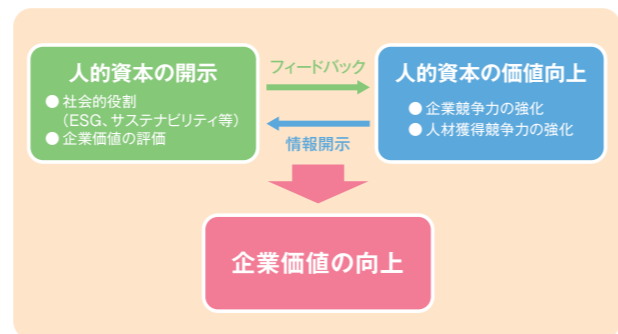 人的資本の開示
● 社会的役割
（ESG、サステナビリティ等）
● 企業価値の評価
フィードバック
情報開示
人的資本の価値向上
● 企業競争力の強化
● 人材獲得競争力の強化
企業価値の向上